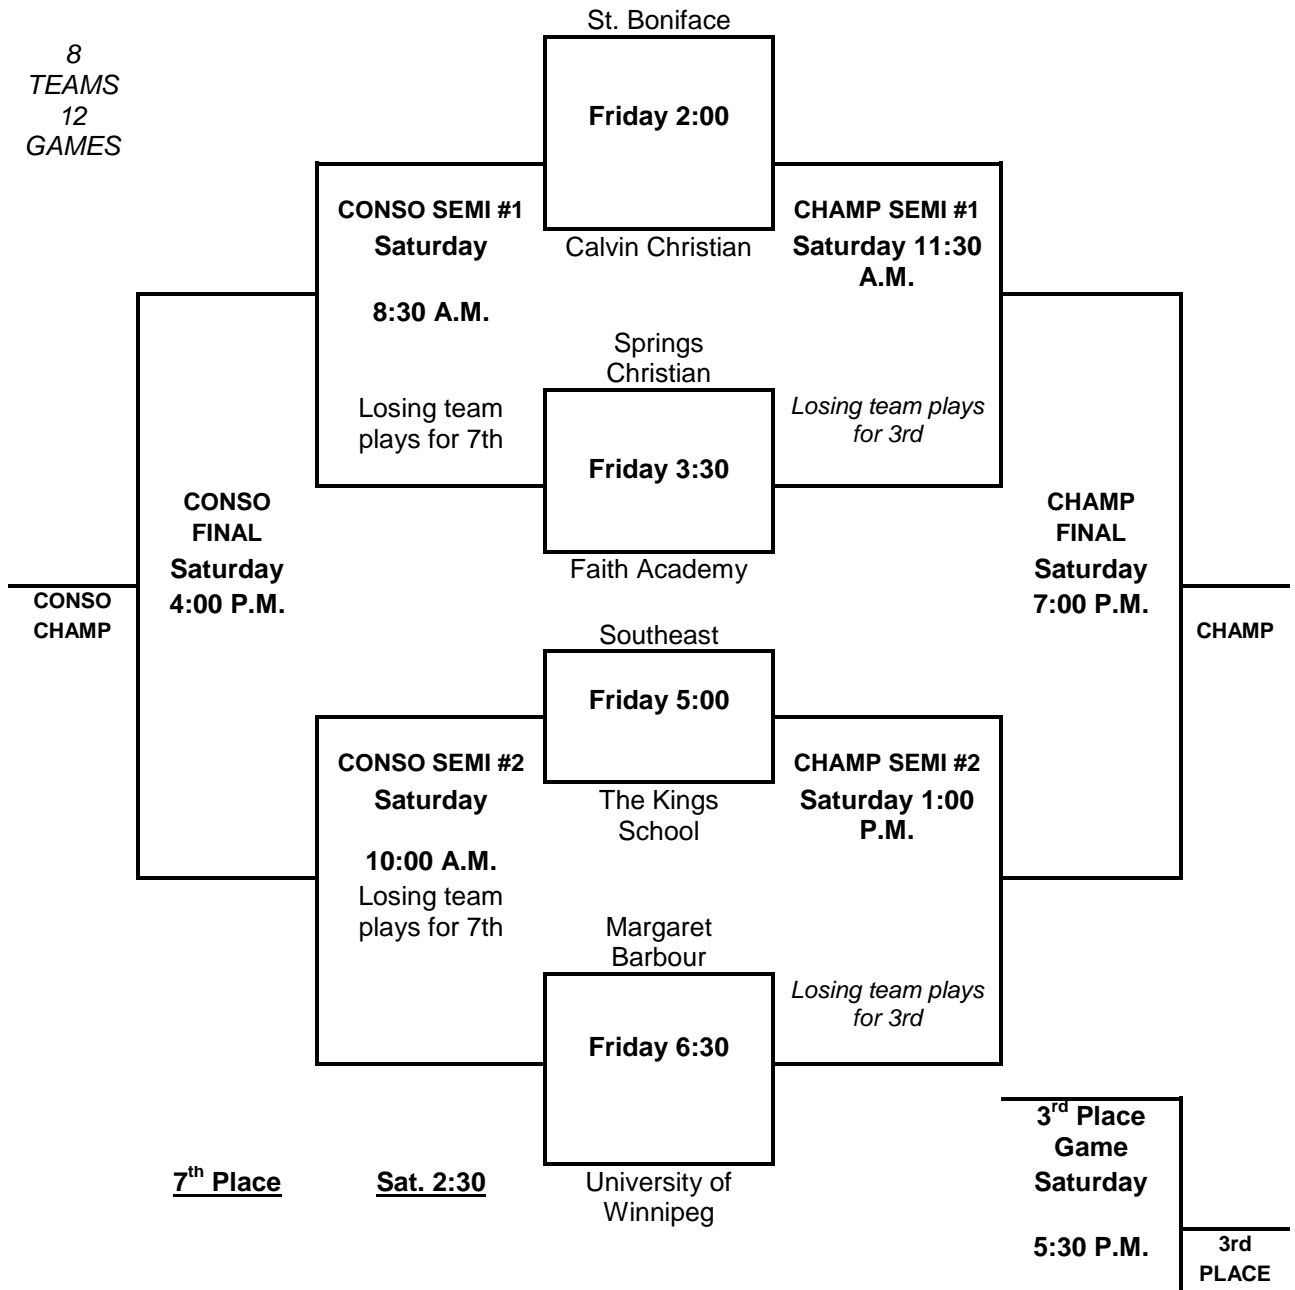 St. Boniface
8
TEAMS
12
GAMES
Friday 2:00
CONSO SEMI #1
Saturday
8:30 A.M.
Losing team
plays for 7th
Calvin Christian
CHAMP SEMI #1
Saturday 11:30
A.M.
Losing team plays
for 3rd
Springs
Christian
Friday 3:30
Faith Academy
CONSO
FINAL
Saturday
4:00 P.M.
CONSO
CHAMP
CHAMP
FINAL
Saturday
7:00 P.M.
CHAMP
Southeast
Friday 5:00
The Kings
School
CONSO SEMI #2
Saturday
10:00 A.M.
Losing team
plays for 7th
CHAMP SEMI #2
Saturday 1:00
P.M.
Losing team plays
for 3rd
Margaret
Barbour
Friday 6:30
University of
Winnipeg
7th Place
Sat. 2:30
3rd Place
Game
Saturday
5:30 P.M.
3rd
PLACE